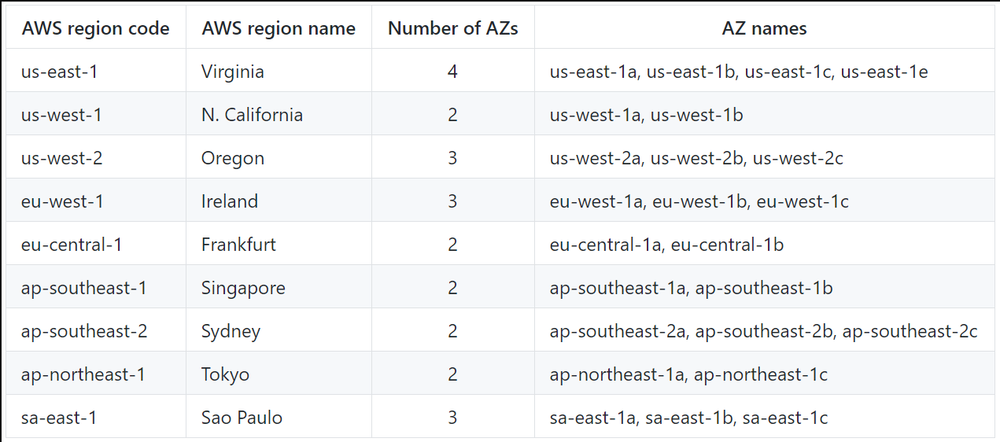 AWS region code AWS region name Number of AZs AZ names
us-east-1 Virginia 4 us-east-1a, us-east-1b, us-east-1c, us-east-1e
us-west-1 N. California 2 us-west-1a, us-west-1b
us-west-2 Oregon 3 us-west-2a, us-west-2b, us-west-2c
eu-west-1 Ireland 3 eu-west-1a, eu-west-1b, eu-west-1c
eu-central-1 Frankfurt 2 eu-central-1a, eu-central-1b
ap-southeast-1 Singapore 2 ap-southeast-1a, ap-southeast-1b
ap-southeast-2 Sydney 2 ap-southeast-2a, ap-southeast-2b, ap-southeast-2c
ap-northeast-1 Tokyo 2 ap-northeast-1a, ap-northeast-1c
sa-east-1 Sao Paulo 3 sa-east-1a, sa-east-1b, sa-east-1c